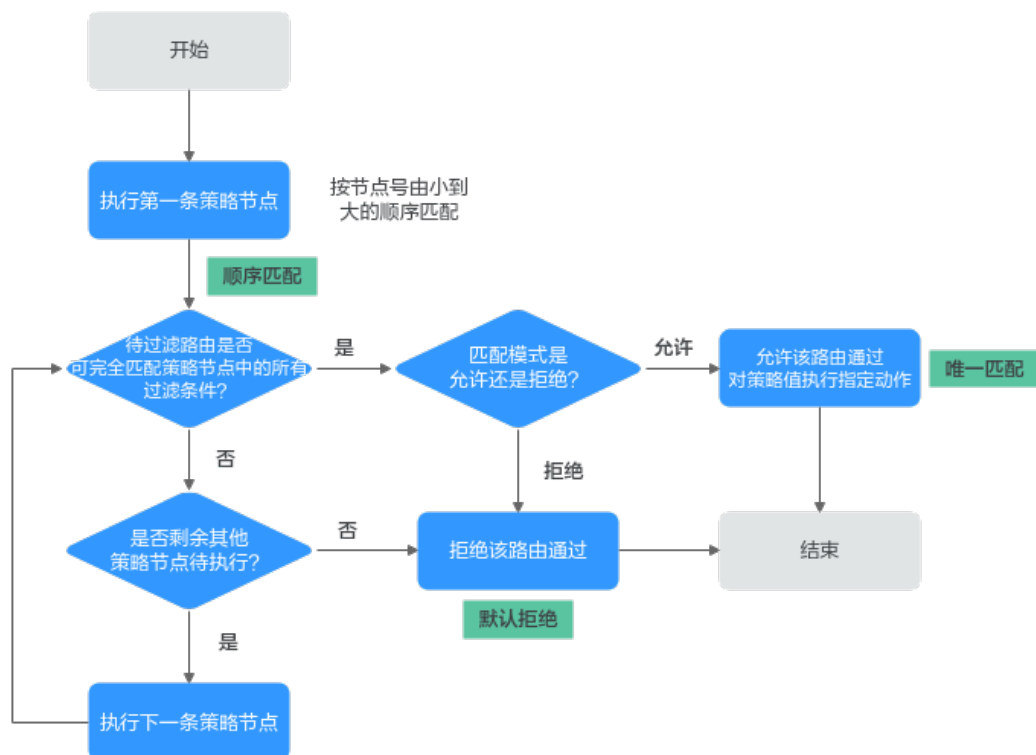 开始
执行第一条策略节点
按节点号由小到
大的顺序匹配
顺序匹配
待过滤路由是否
可完全匹配策略节点中的所有
过滤条件?
是
匹配模式是
允许还是拒绝?
允许
允许该路由通过
对策略值执行指定动作
唯一匹配
否
拒绝
是否剩余其他
策略节点待执行?
否
拒绝该路由通过
结束
默认拒绝
是
执行下一条策略节点